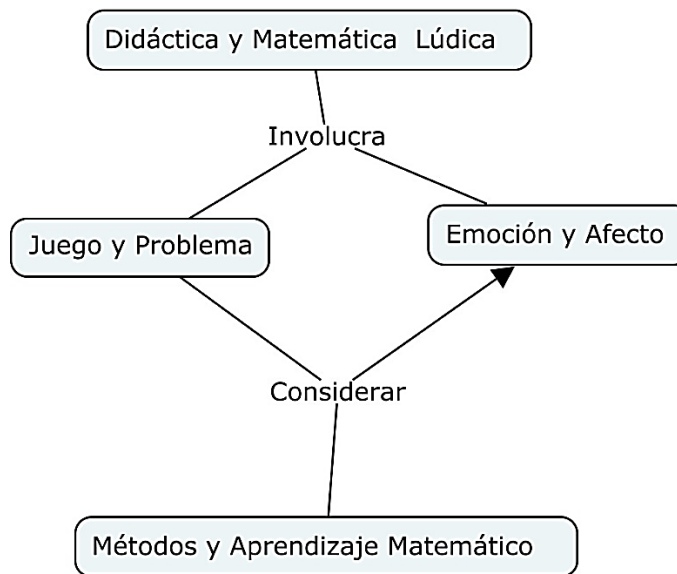 Didáctica y Matemática Lúdica
Involucra
Juego y Problema
Emoción y Afecto
Considerar
Métodos y Aprendizaje Matemático